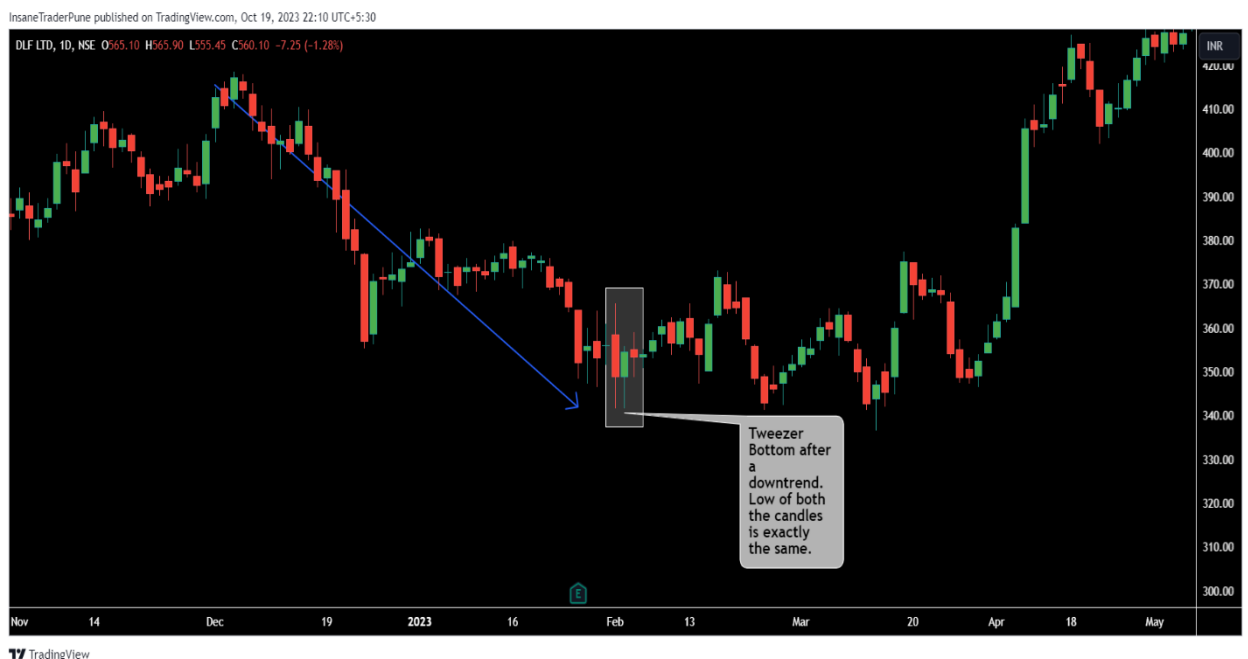 InsaneTraderPune published on TradingView.com, Oct 19, 2023 22:10 UTC+5:30
DLF LTD, 1D, NSE O565.10 H565.90 L555.45 C560.10 −7.25 (−1.28%)
INR
420.00
410.00
400.00
390.00
380.00
370.00
360.00
350.00
340.00
330.00
320.00
310.00
300.00
Tweezer
Bottom after
a
downtrend.
Low of both
the candles
is exactly
the same.
E
Nov 14 Dec 19 2023 16 Feb 13 Mar 20 Apr 18 May
TradingView